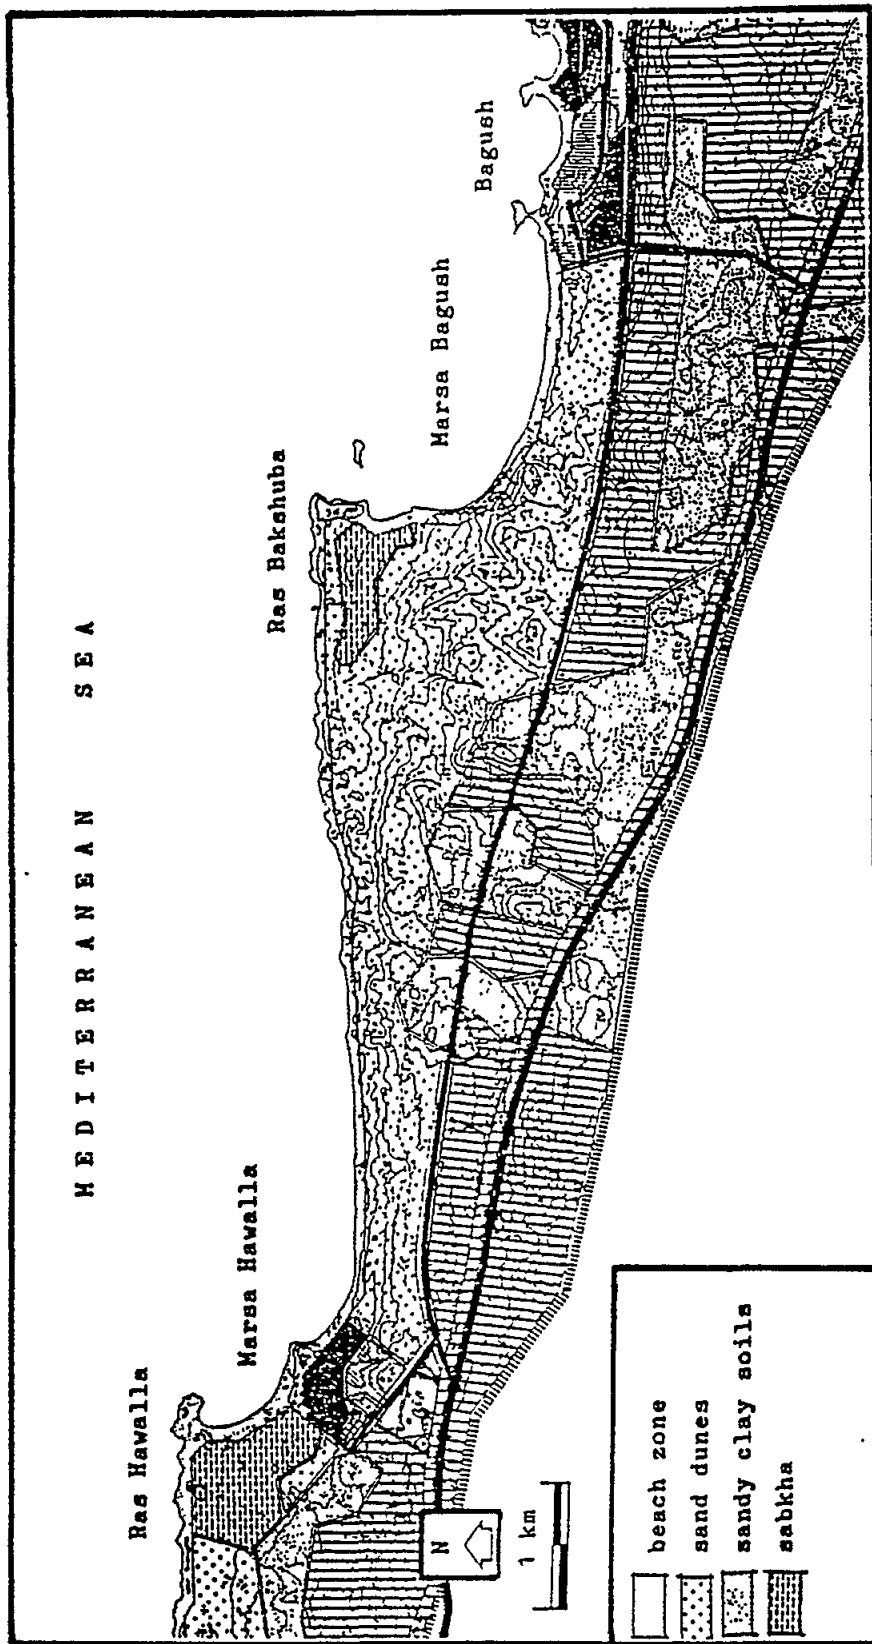 MEDITERRANEAN SEA
Ras Hawalla
Marsa Hawalla
Ras Bakshuba
Marsa Bagush
Bagush
N
1 km
beach zone
sand dunes
sandy clay soils
sabkha